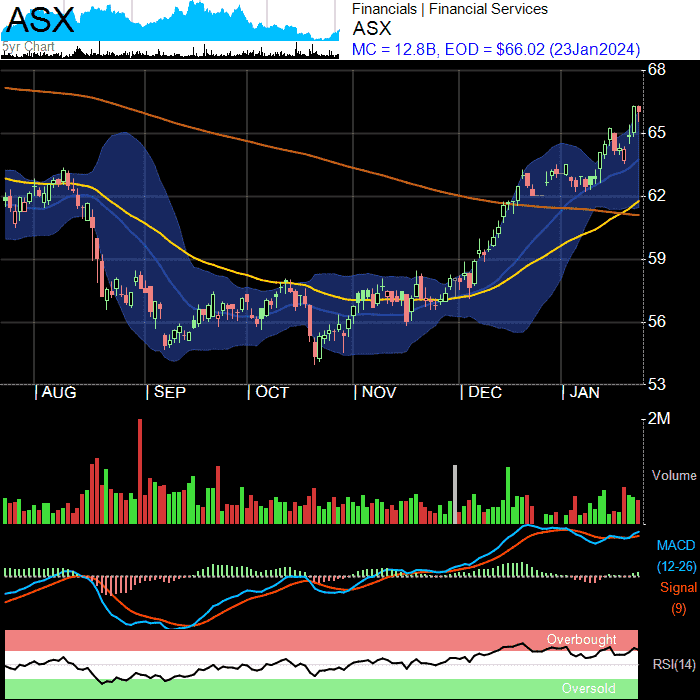 ASX
5yr Chart
Financials | Financial Services
ASX
MC = 12.8B, EOD = $66.02 (23Jan2024)
68
65
62
59
56
53
| AUG | SEP | OCT | NOV | DEC | JAN
2M
Volume
MACD
(12-26)
Signal
(9)
Overbought
RSI(14)
Oversold